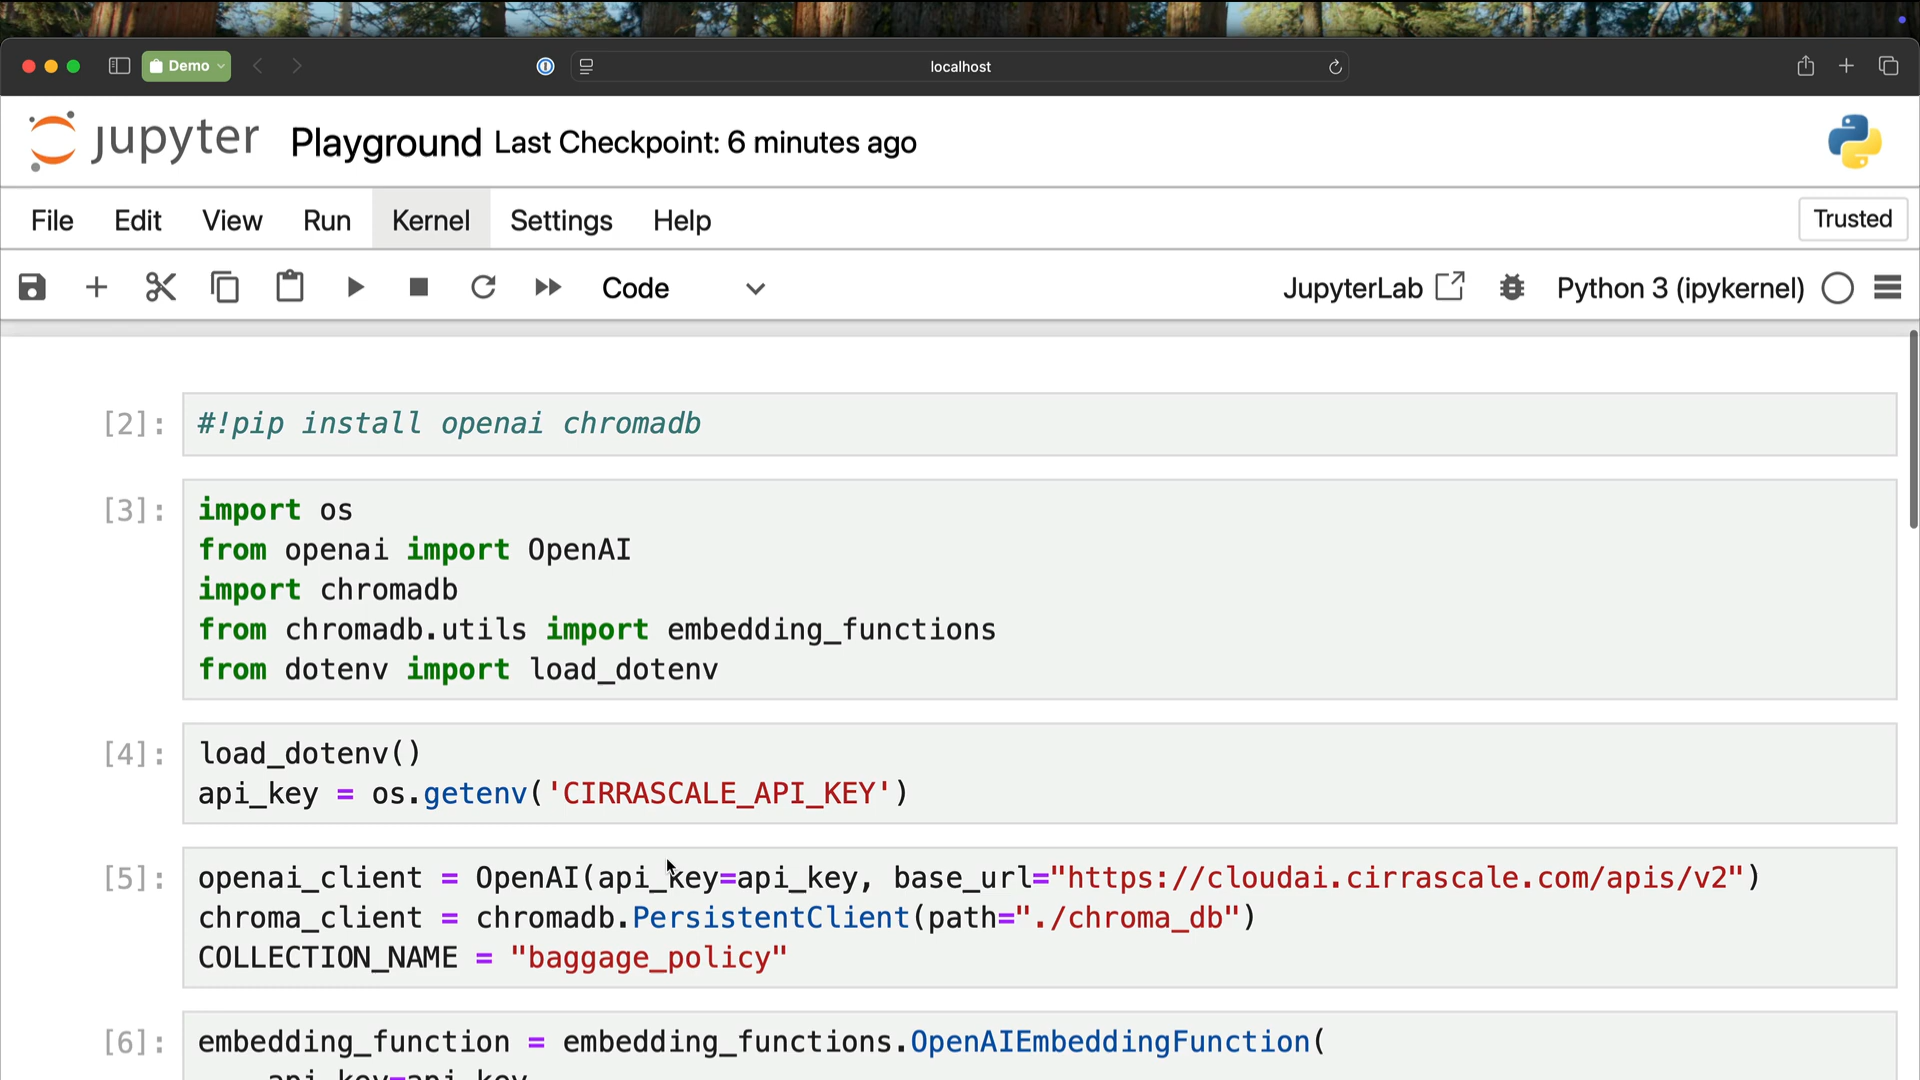 Demo
localhost
jupyter Playground Last Checkpoint: 6 minutes ago
File Edit View Run Kernel Settings Help Trusted
Code JupyterLab Python 3 (ipykernel)
[2]: #!pip install openai chromadb
[3]: import os
from openai import OpenAI
import chromadb
from chromadb.utils import embedding_functions
from dotenv import load_dotenv
[4]: load_dotenv()
api_key = os.getenv('CIRRASCALE_API_KEY')
[5]: openai_client = OpenAI(api_key=api_key, base_url="https://cloudai.cirrascale.com/apis/v2")
chroma_client = chromadb.PersistentClient(path="./chroma_db")
COLLECTION_NAME = "baggage_policy"
[6]: embedding_function = embedding_functions.OpenAIEmbeddingFunction(
api_key=api_key